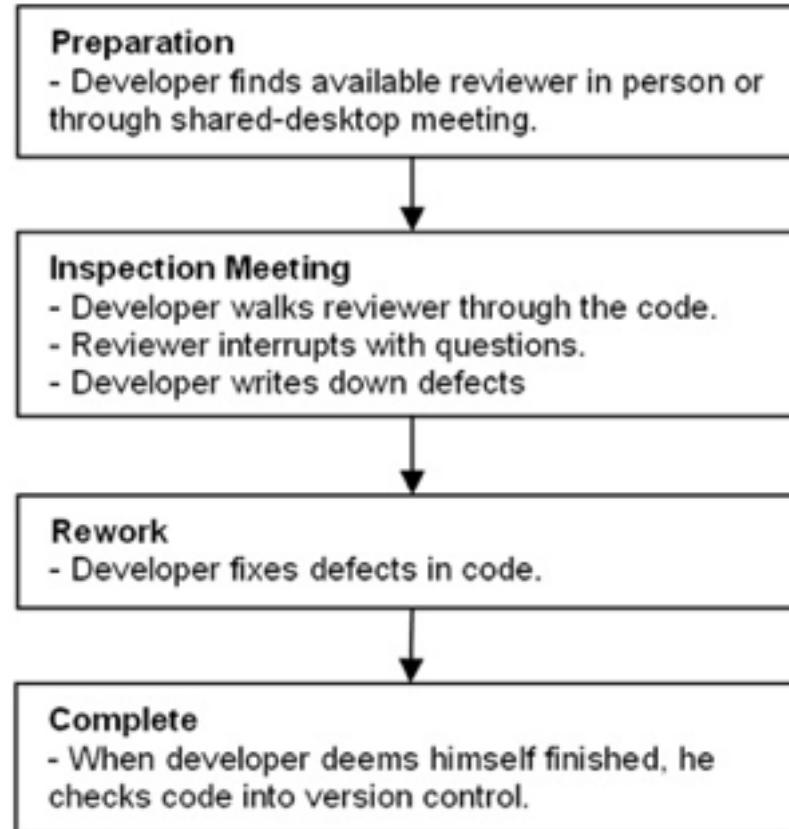 Preparation
- Developer finds available reviewer in person or
through shared-desktop meeting.
Inspection Meeting
- Developer walks reviewer through the code.
- Reviewer interrupts with questions.
- Developer writes down defects
Rework
- Developer fixes defects in code.
Complete
- When developer deems himself finished, he
checks code into version control.